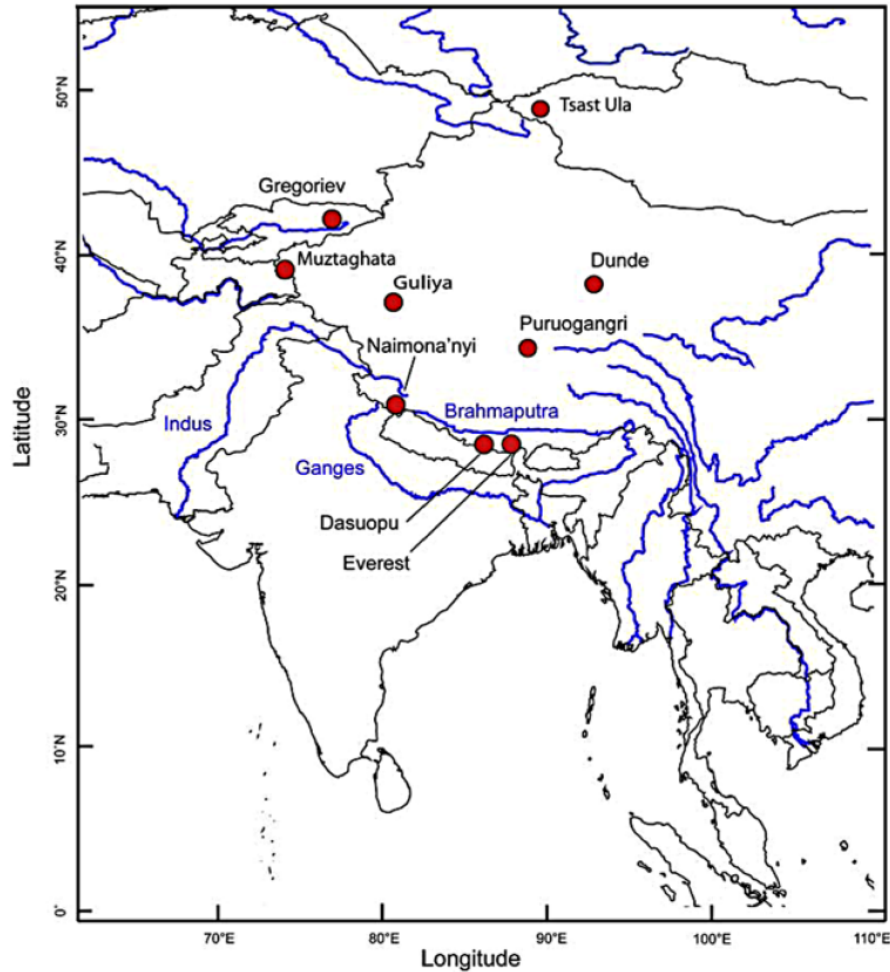 50°N
Tsast Ula
Gregoriev
40°N
Muztaghata
Dunde
Guliya
Puruogangri
Naimona'nyi
Latitude
30°N
Indus
Brahmaputra
Ganges
Dasuopu
Everest
20°N
10°N
0°
70°E
80°E
90°E
100°E
110°E
Longitude